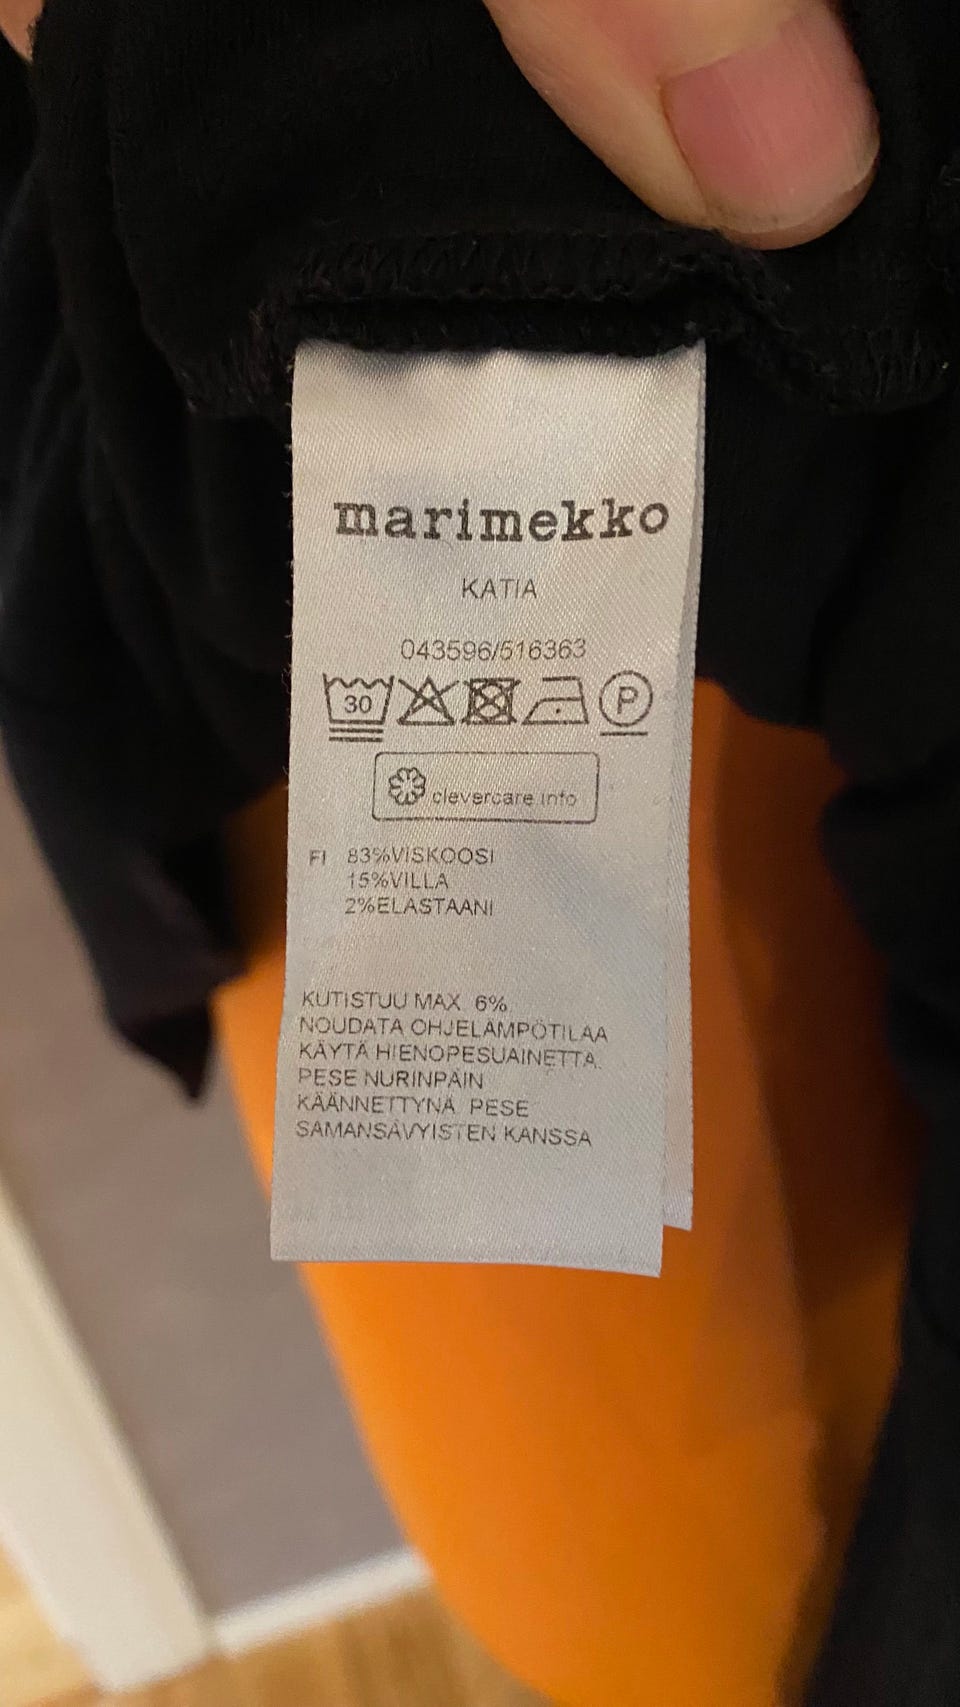 marimekko
KATIA
043596/516363
30 P
clevercare.info
FI 83%VISKOOSI
15%VILLA
2%ELASTAANI
KUTISTUU MAX 6%
NOUDATA OHJELÄMPÖTILAA
KÄYTÄ HIENOPESUAINETTA.
PESE NURINPÄIN
KÄÄNNETTYNÄ PESE
SAMANSÄVYISTEN KANSSA